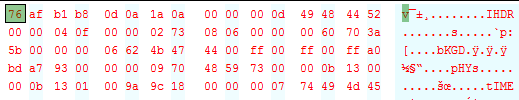 76 af b1 b8 0d 0a 1a 0a 00 00 00 0d 49 48 44 52 v¯±¸........IHDR
00 00 04 0f 00 00 02 73 08 06 00 00 00 60 70 3a .......s.....`p:
5b 00 00 00 06 62 4b 47 44 00 ff 00 ff 00 ff a0 [....bKGD.ÿ.ÿ.ÿ 
bd a7 93 00 00 00 09 70 48 59 73 00 00 0b 13 00 ½§“....pHYs.....
00 0b 13 01 00 9a 9c 18 00 00 00 07 74 49 4d 45 .....šœ.....tIME